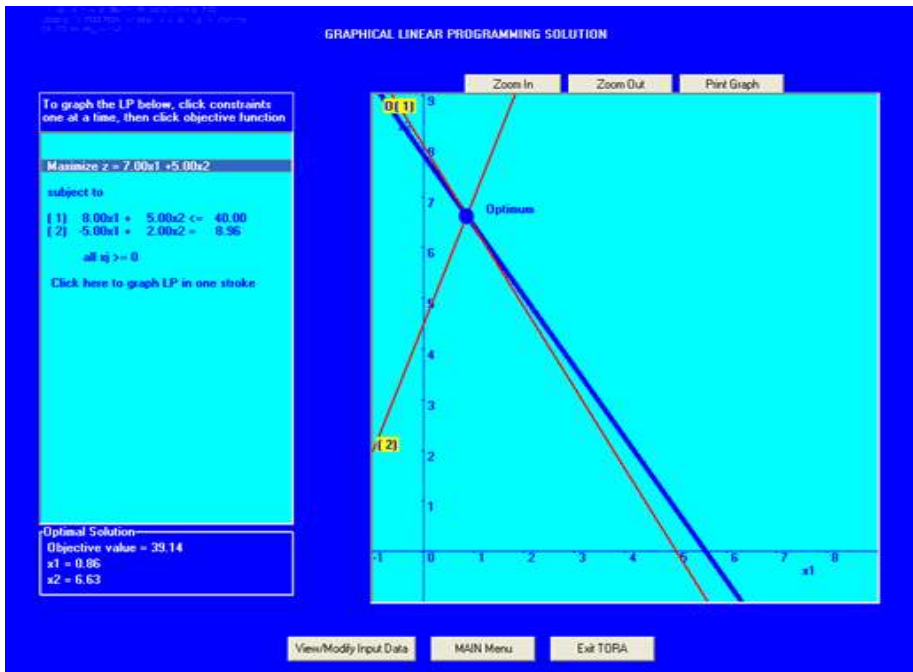 GRAPHICAL LINEAR PROGRAMMING SOLUTION
Zoom In Zoom Out Print Graph
To graph the LP below, click constraints
one at a time, then click objective function
Maximize z = 7.00x1 +5.00x2
subject to
( 1) 8.00x1 + 5.00x2 <= 40.00
( 2) -5.00x1 + 2.00x2 = 8.96
all xj >= 0
Click here to graph LP in one stroke
Optimal Solution
Objective value = 39.14
x1 = 0.86
x2 = 6.63
9
( 1)
8
7
Optimum
6
5
4
3
( 2)
2
1
-1 0 1 2 3 4 5 6 7 8
x1
View/Modify Input Data MAIN Menu Exit TORA